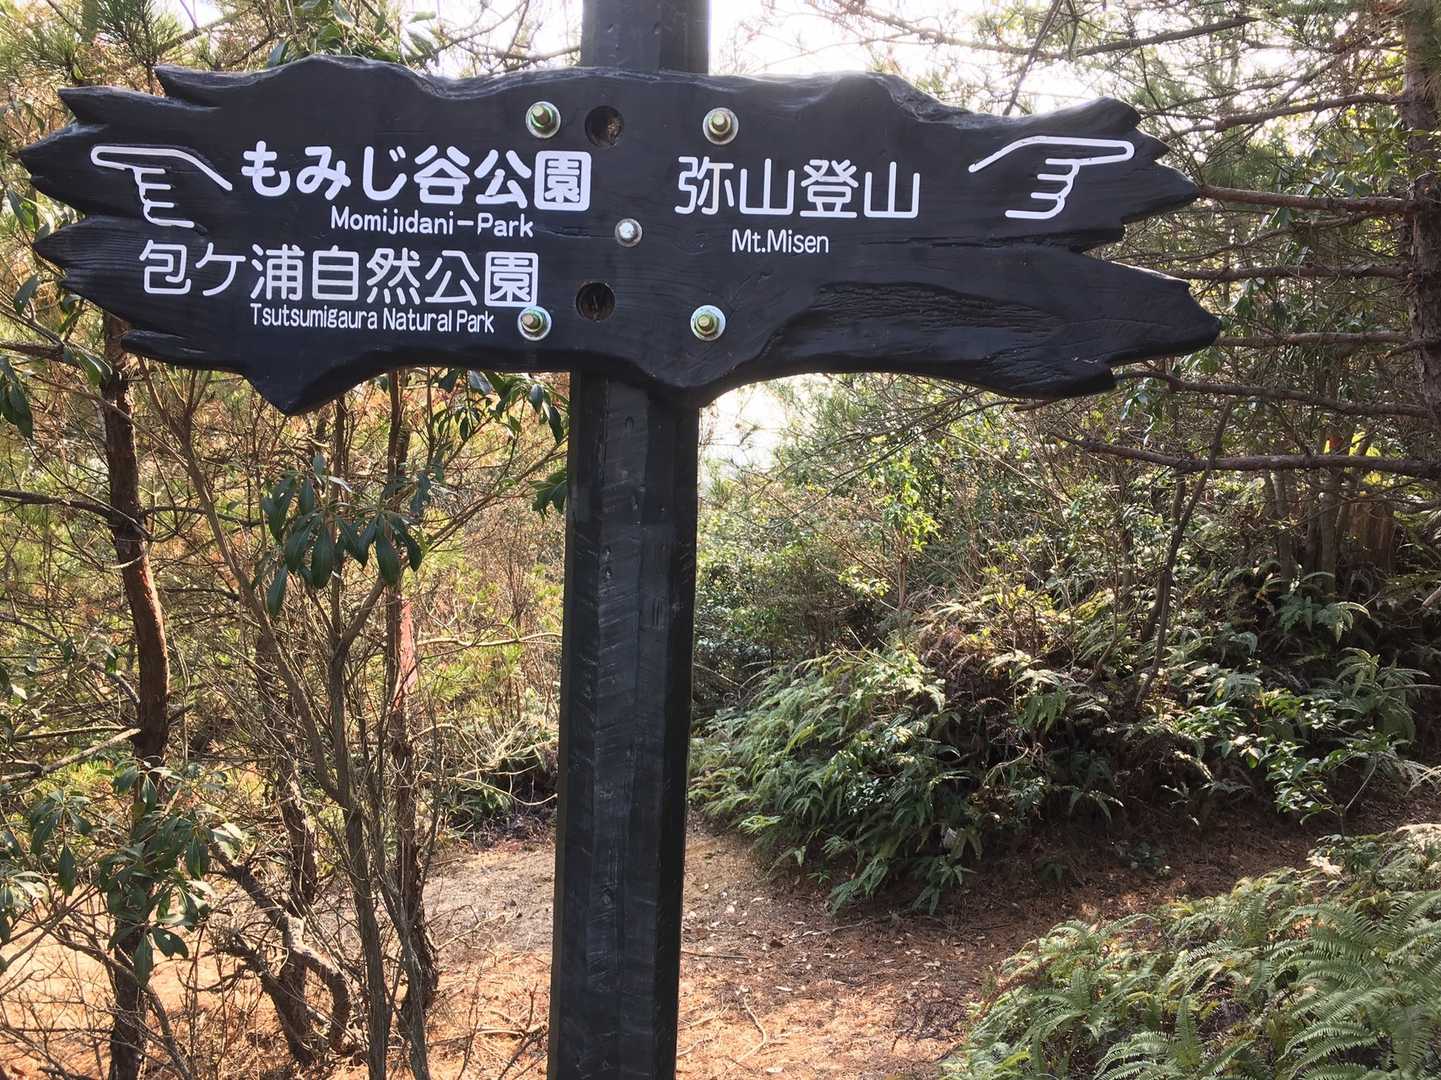 もみじ谷公園
Momijidani-Park
包ケ浦自然公園
Tsutsumigaura Natural Park
弥山登山
Mt.Misen